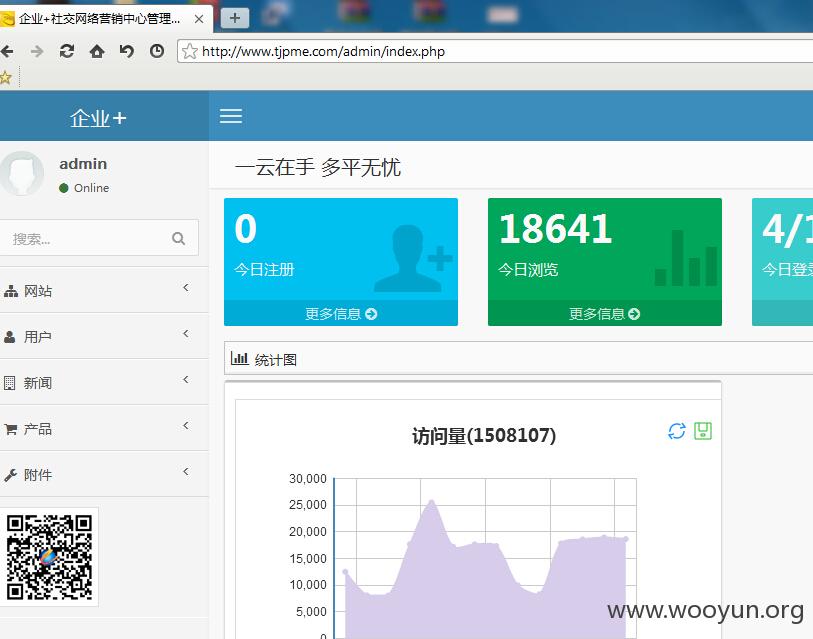 企业+社交网络营销中心管理...
http://www.tjpme.com/admin/index.php
企业+
admin
Online
一云在手 多平无忧
搜索...
0
今日注册
更多信息
18641
今日浏览
更多信息
4/1
今日登录
网站
用户
新闻
产品
附件
统计图
访问量(1508107)
30,000
25,000
20,000
15,000
10,000
5,000
0
www.wooyun.org